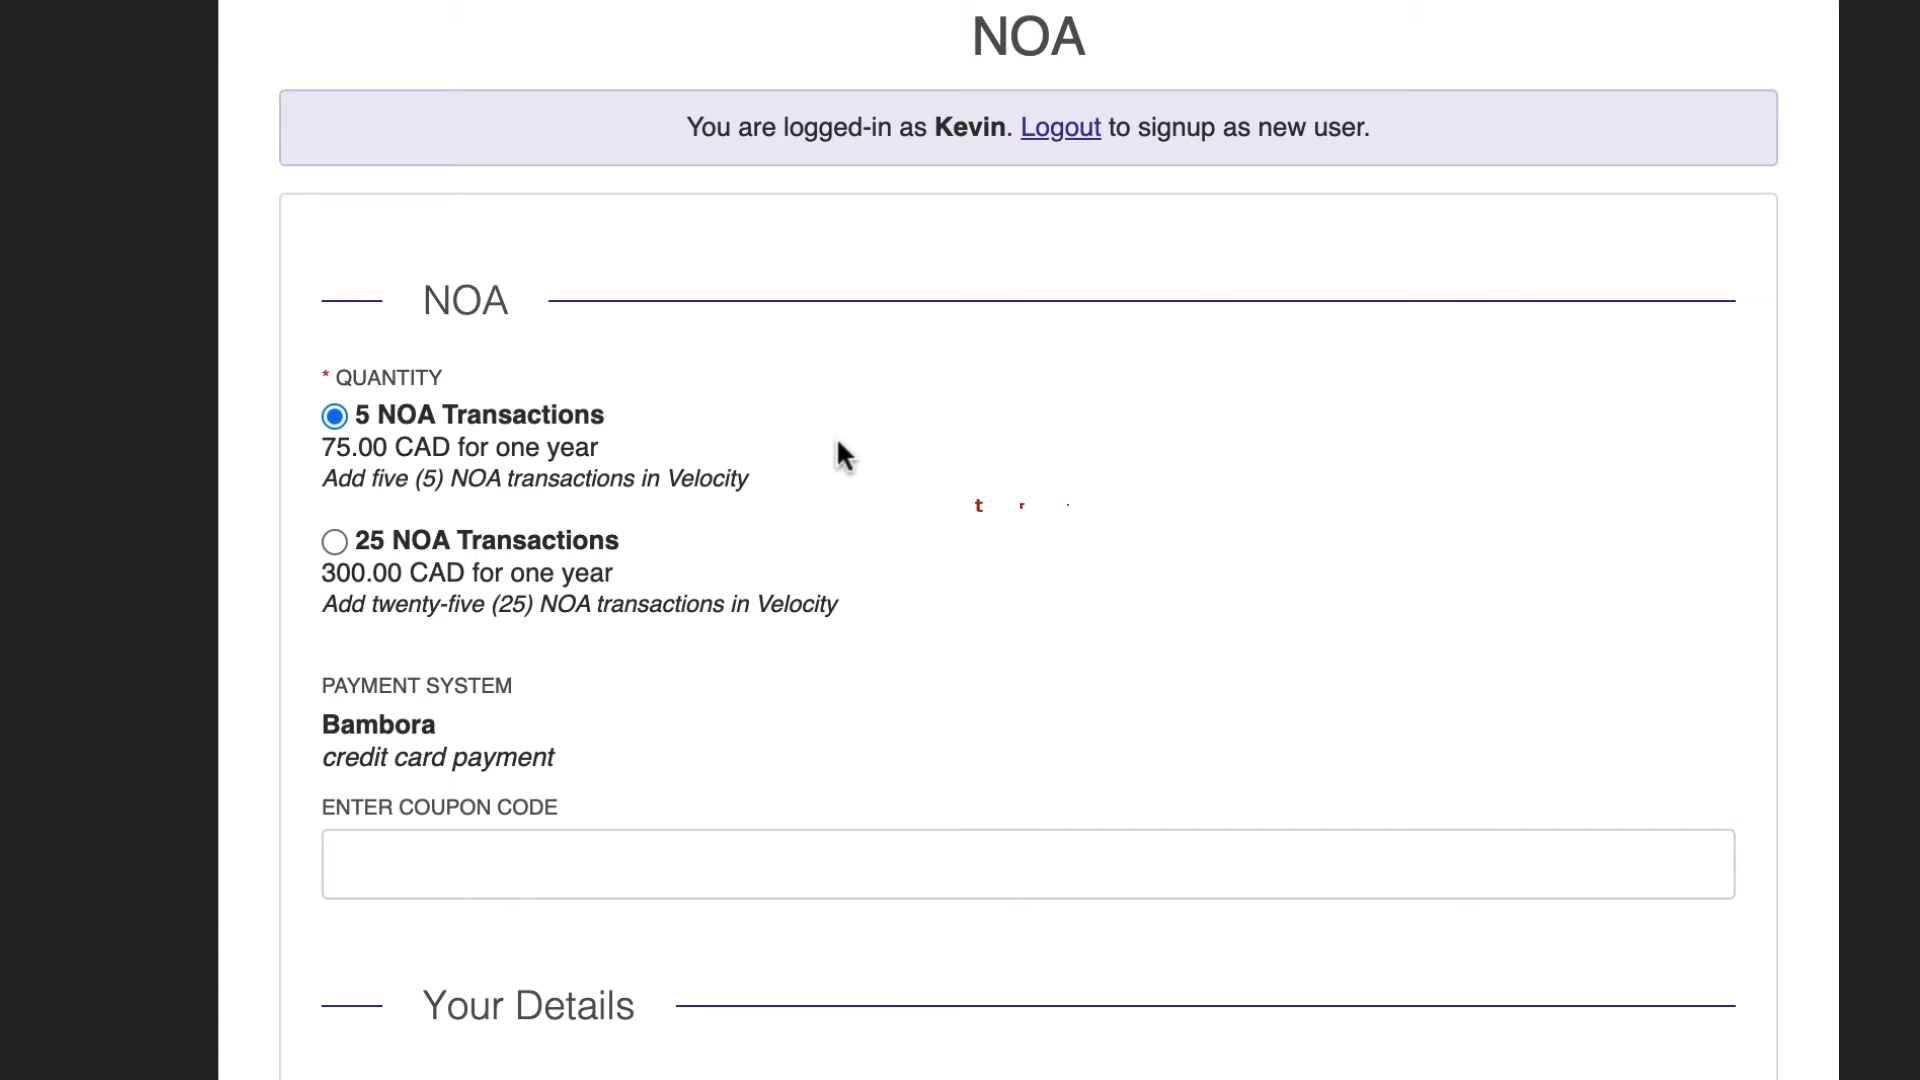 NOA
You are logged-in as Kevin. Logout to signup as new user.
NOA
* QUANTITY
5 NOA Transactions
75.00 CAD for one year
Add five (5) NOA transactions in Velocity
t r
25 NOA Transactions
300.00 CAD for one year
Add twenty-five (25) NOA transactions in Velocity
PAYMENT SYSTEM
Bambora
credit card payment
ENTER COUPON CODE
Your Details